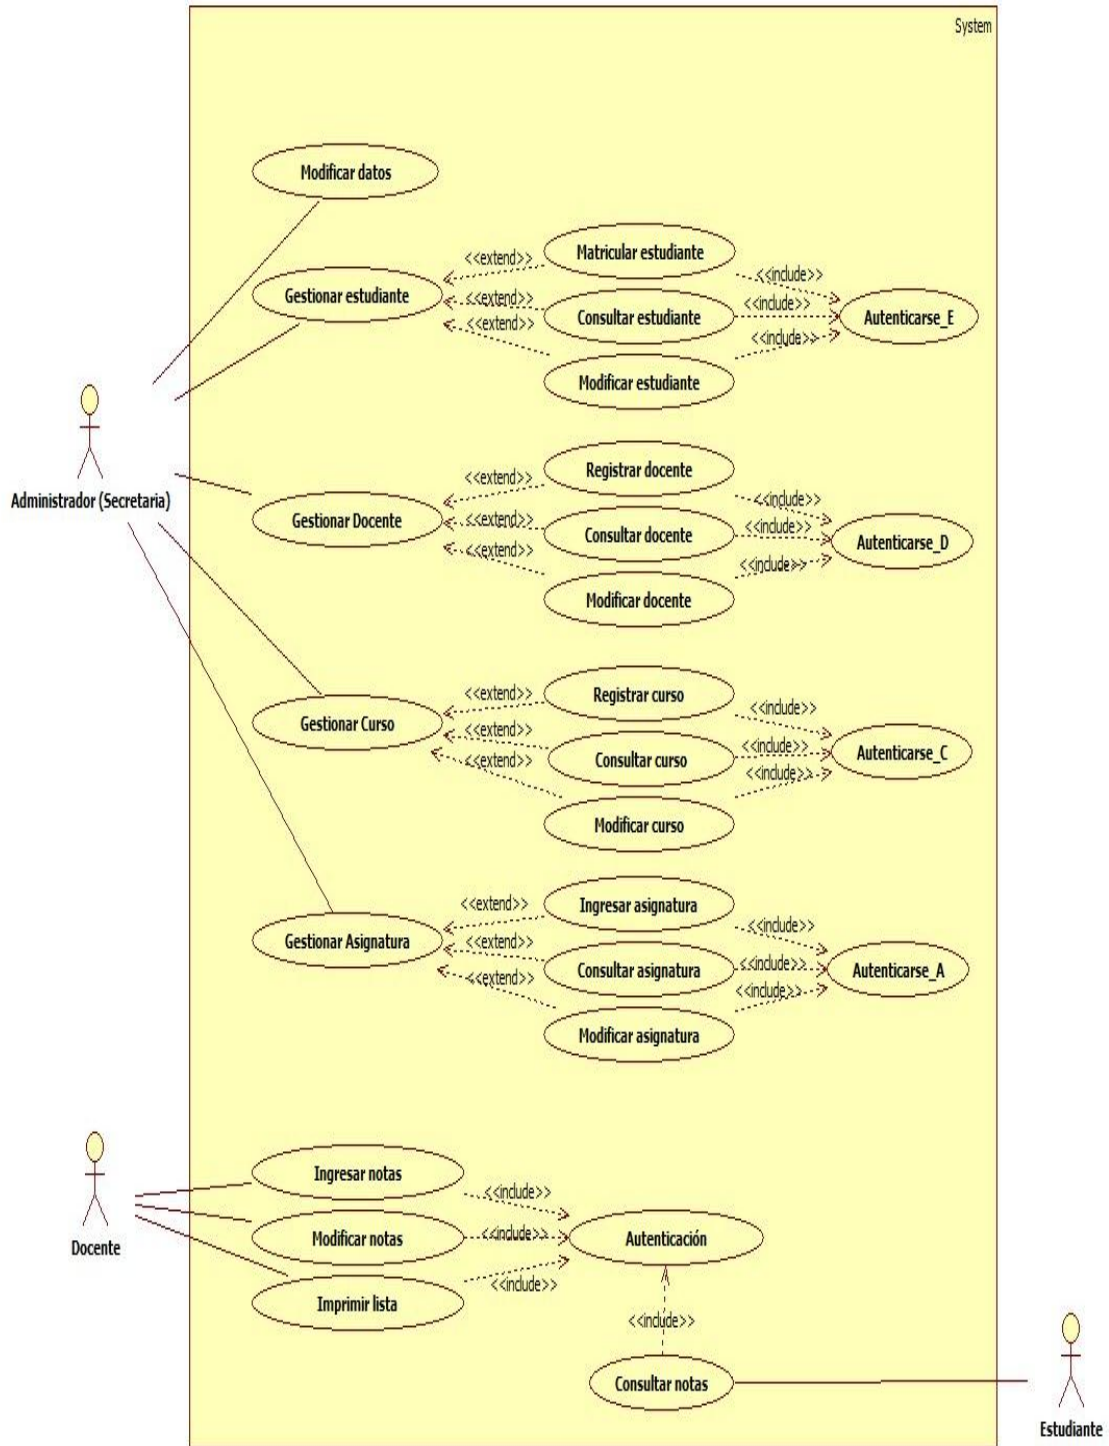 System
Modificar datos
Matricular estudiante
<<extend>>
<<include>>
Gestionar estudiante
<<extend>>
Consultar estudiante
<<include>>
Autenticarse_E
<<extend>>
<<include>>
Modificar estudiante
Administrador (Secretaria)
Registrar docente
<<extend>>
<<include>>
Gestionar Docente
<<extend>>
Consultar docente
<<include>>
Autenticarse_D
<<extend>>
<<include>>
Modificar docente
Registrar curso
<<extend>>
<<include>>
Gestionar Curso
<<extend>>
Consultar curso
<<include>>
Autenticarse_C
<<extend>>
<<include>>
Modificar curso
Ingresar asignatura
<<extend>>
<<include>>
Gestionar Asignatura
<<extend>>
Consultar asignatura
<<include>>
Autenticarse_A
<<extend>>
<<include>>
Modificar asignatura
Ingresar notas
<<include>>
Docente
Modificar notas
<<include>>
Autenticación
Imprimir lista
<<include>>
<<include>>
Consultar notas
Estudiante